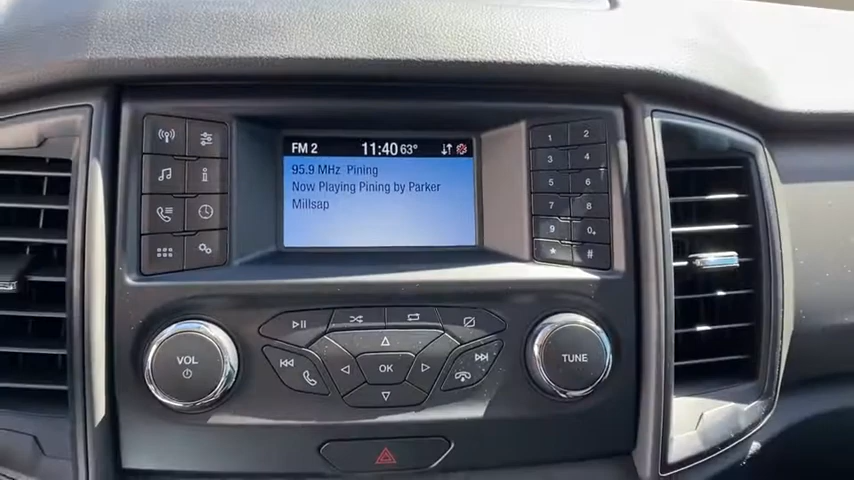 FM 2 11:40 63°
95.9 MHz Pining
Now Playing Pining by Parker
Millsap
1 2
3 4
5 6
7 8
9 0
* #
VOL
OK
TUNE